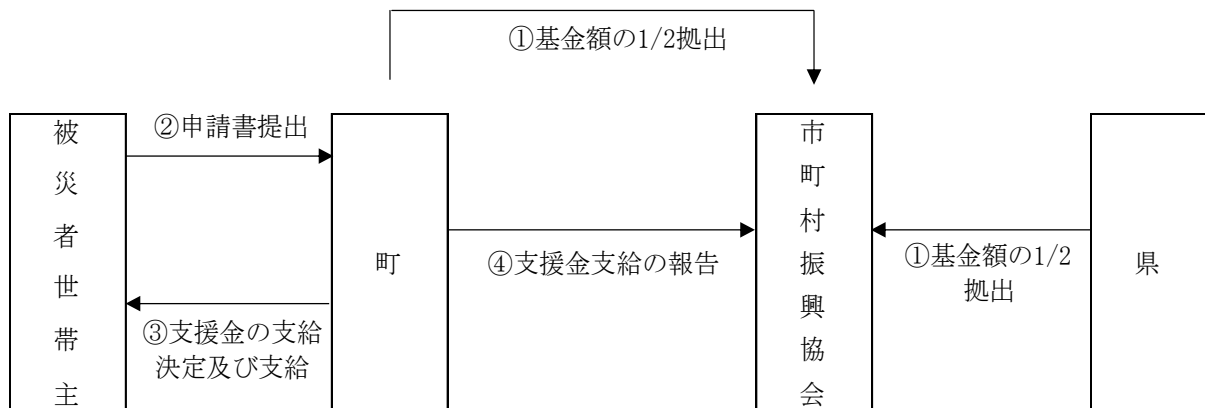 ①基金額の1/2拠出
被災者世帯主
②申請書提出
③支援金の支給
決定及び支給
町
④支援金支給の報告
市町村振興協会
①基金額の1/2
拠出
県